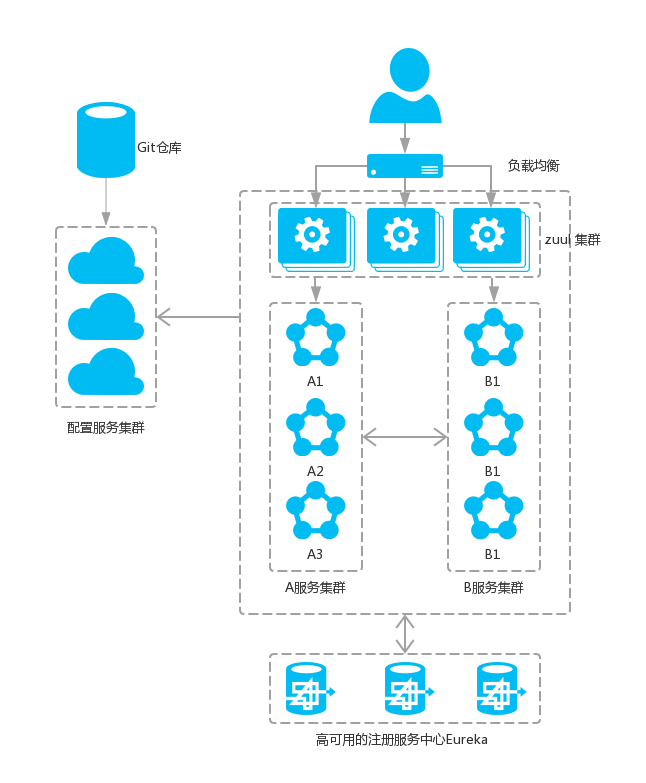 Git仓库
负载均衡
zuul 集群
A1
B1
配置服务集群
A2
B1
A3
B1
A服务集群
B服务集群
高可用的注册服务中心Eureka